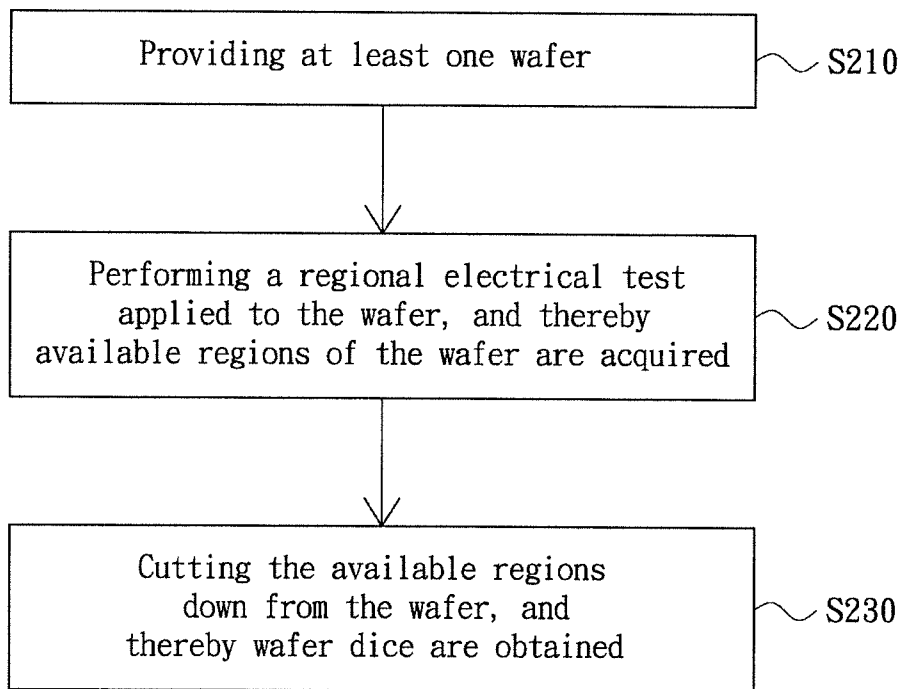 Providing at least one wafer
S210
Performing a regional electrical test
applied to the wafer, and thereby
available regions of the wafer are acquired
S220
Cutting the available regions
down from the wafer, and
thereby wafer dice are obtained
S230